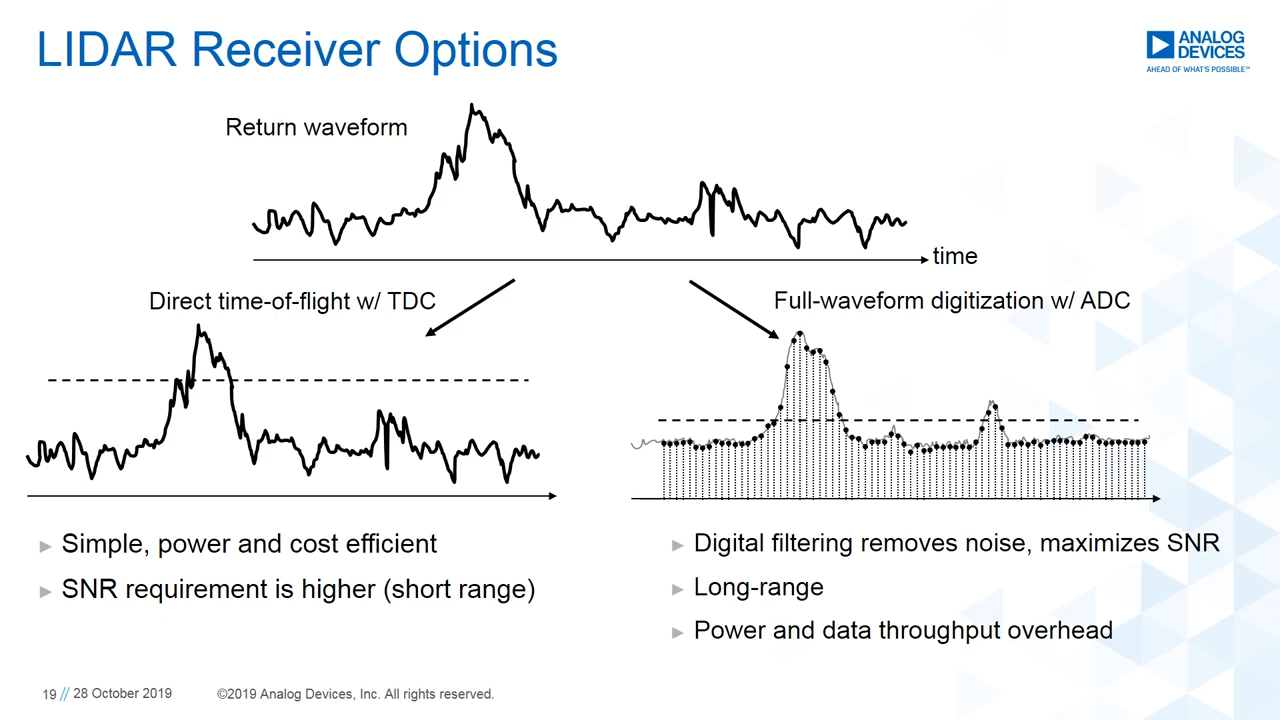 LIDAR Receiver Options
ANALOG
DEVICES
AHEAD OF WHAT'S POSSIBLE™
Return waveform
time
Direct time-of-flight w/ TDC
Full-waveform digitization w/ ADC
Simple, power and cost efficient
SNR requirement is higher (short range)
Digital filtering removes noise, maximizes SNR
Long-range
Power and data throughput overhead
19 // 28 October 2019 ©2019 Analog Devices, Inc. All rights reserved.